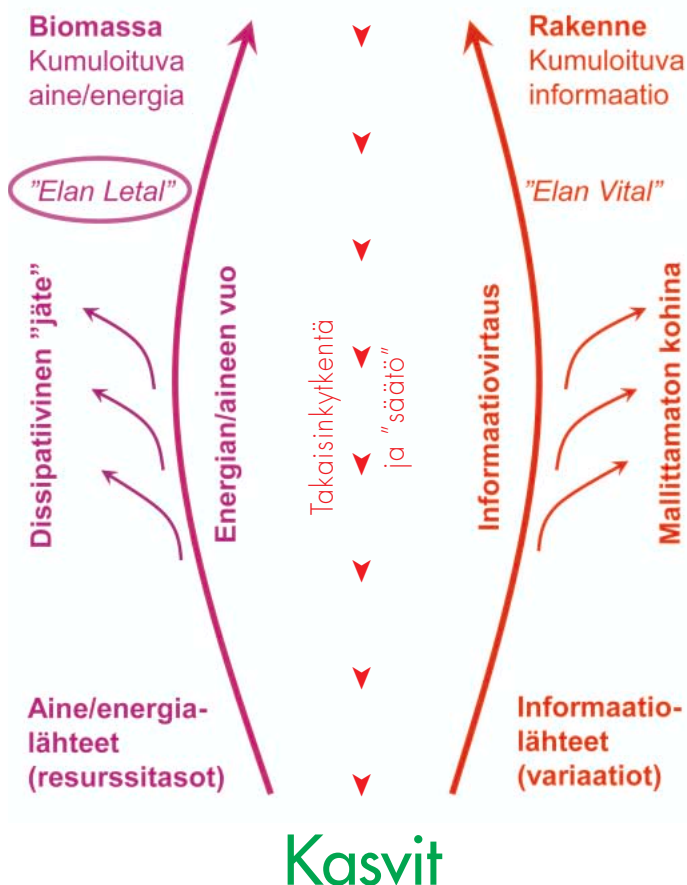 Biomassa
Kumuloituva
aine/energia
"Elan Letal"
Dissipatiivinen "jäte"
Energian/aineen vuo
Aine/energia-
lähteet
(resurssitasot)
Takaisinkytkentä
ja "säätö"
Rakenne
Kumuloituva
informaatio
"Elan Vital"
Informaatiovirtaus
Mallittamaton kohina
Informaatio-
lähteet
(variaatiot)
Kasvit